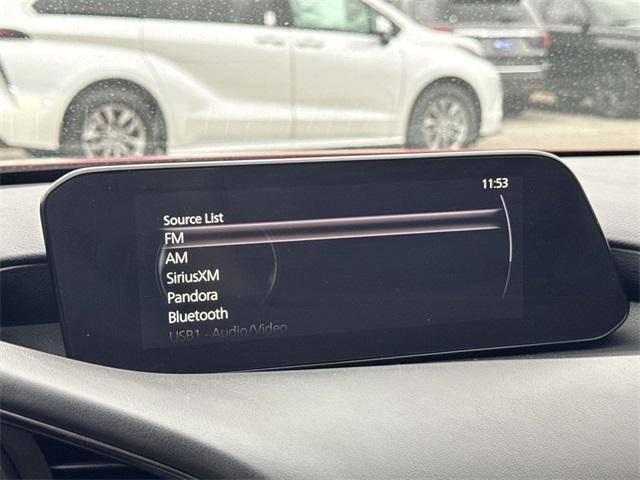 11:53
Source List
FM
AM
SiriusXM
Pandora
Bluetooth
USB1 - Audio/Video